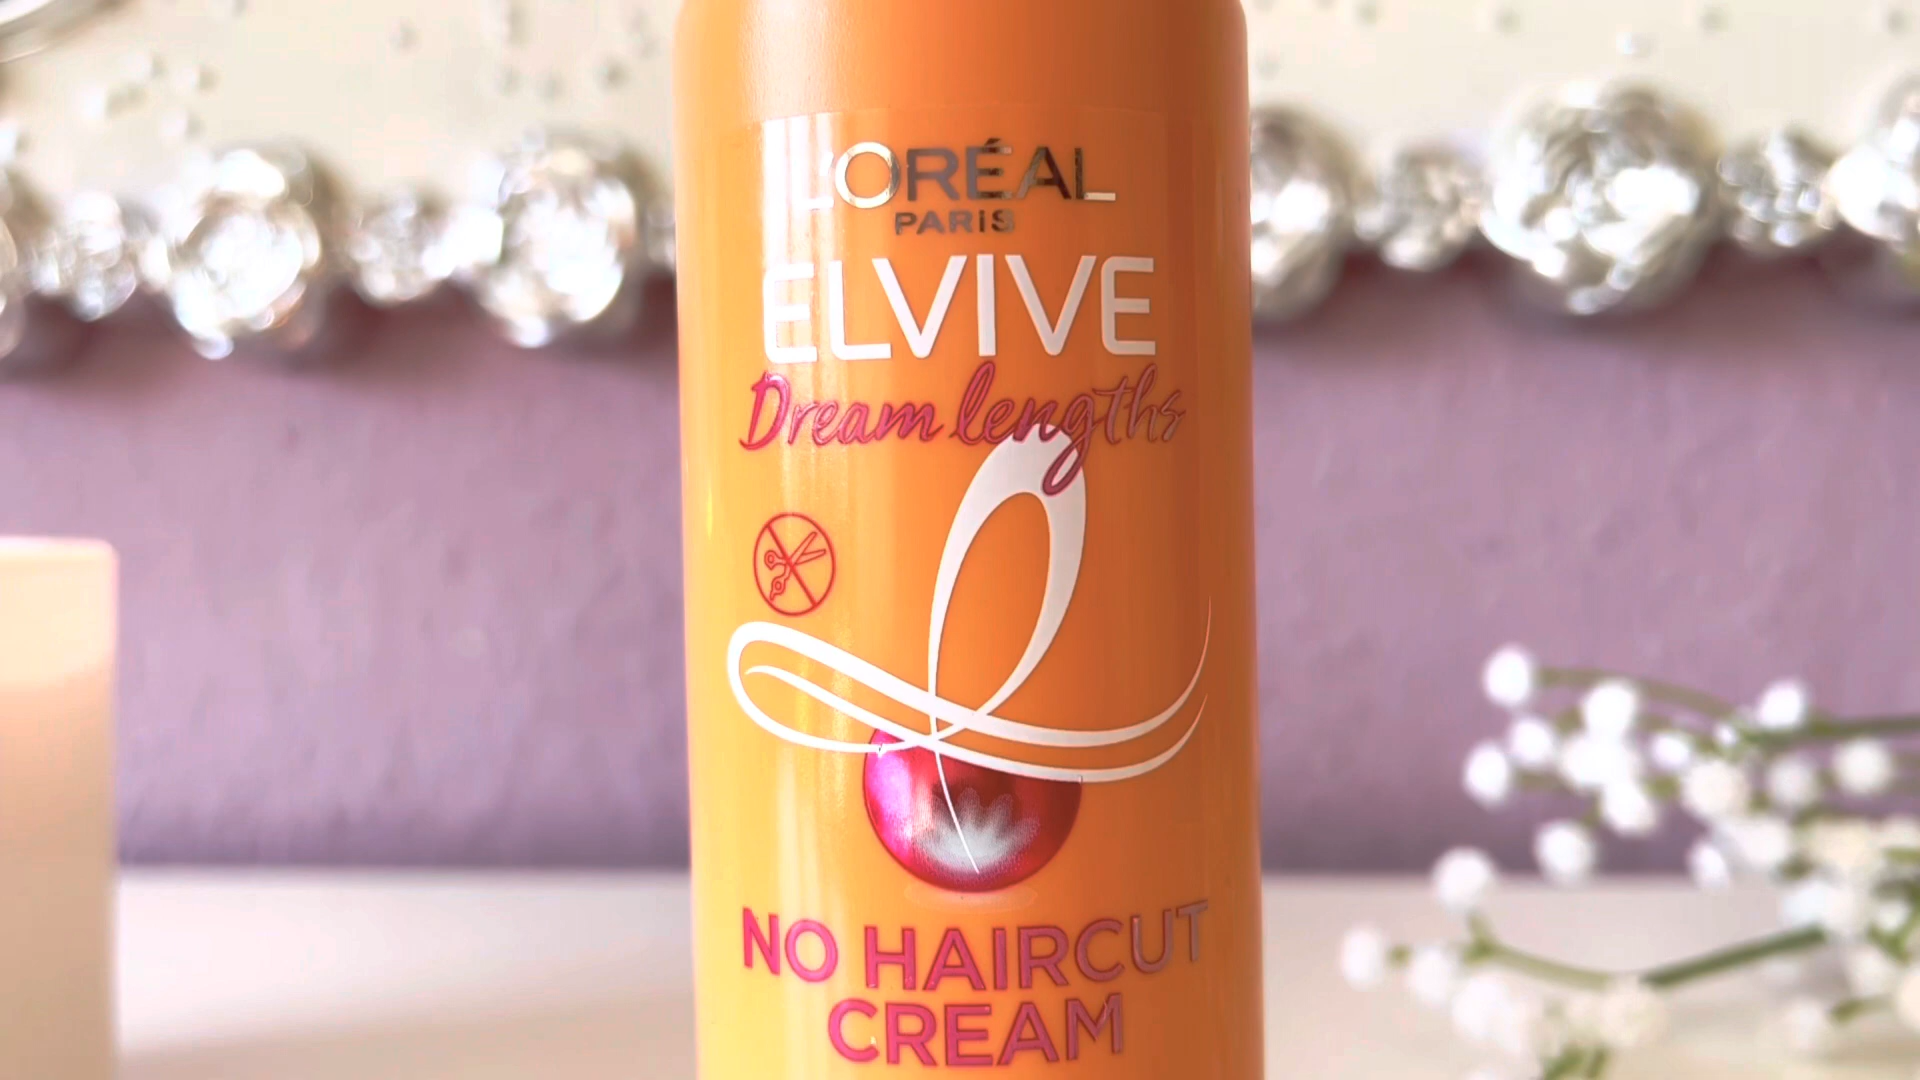 L'ORÉAL
PARIS
ELVIVE
Dream lengths
NO HAIRCUT
CREAM